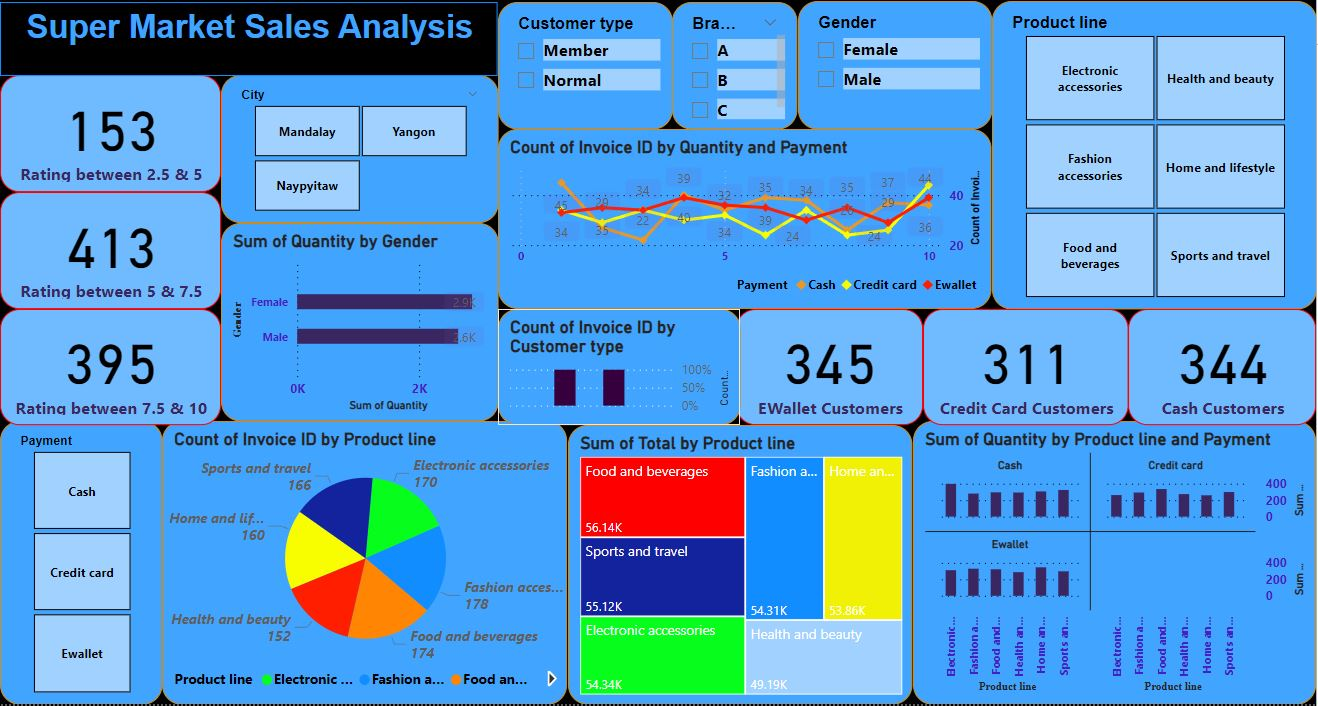 Super Market Sales Analysis
Customer type
Member
Normal
Bra...
A
B
C
Gender
Female
Male
Product line
Electronic
accessories
Health and beauty
Fashion
accessories
Home and lifestyle
Food and
beverages
Sports and travel
153
Rating between 2.5 & 5
413
Rating between 5 & 7.5
395
Rating between 7.5 & 10
City
Mandalay
Yangon
Naypyitaw
Count of Invoice ID by Quantity and Payment
45
34
29
35
34
22
39
40
32
34
35
39
34
24
35
26
37
29
24
44
36
40
20
Count of Invoi...
0
5
10
Payment Cash Credit card Ewallet
Sum of Quantity by Gender
Gender
Female
2.9K
Male
2.6K
0K
2K
Sum of Quantity
Count of Invoice ID by
Customer type
100%
50%
0%
Count...
345
EWallet Customers
311
Credit Card Customers
344
Cash Customers
Payment
Cash
Credit card
Ewallet
Count of Invoice ID by Product line
Sports and travel
166
Electronic accessories
170
Home and lif...
160
Fashion acces...
178
Health and beauty
152
Food and beverages
174
Product line Electronic ... Fashion a... Food an...
Sum of Total by Product line
Food and beverages
56.14K
Sports and travel
55.12K
Electronic accessories
54.34K
Fashion a...
54.31K
Home an...
53.86K
Health and beauty
49.19K
Sum of Quantity by Product line and Payment
Cash
Credit card
400
200
0
Sum ...
Ewallet
400
200
0
Sum ...
Electronic...
Fashion a...
Food and...
Health an...
Home an...
Sports an...
Electronic...
Fashion a...
Food and...
Health an...
Home an...
Sports an...
Product line
Product line